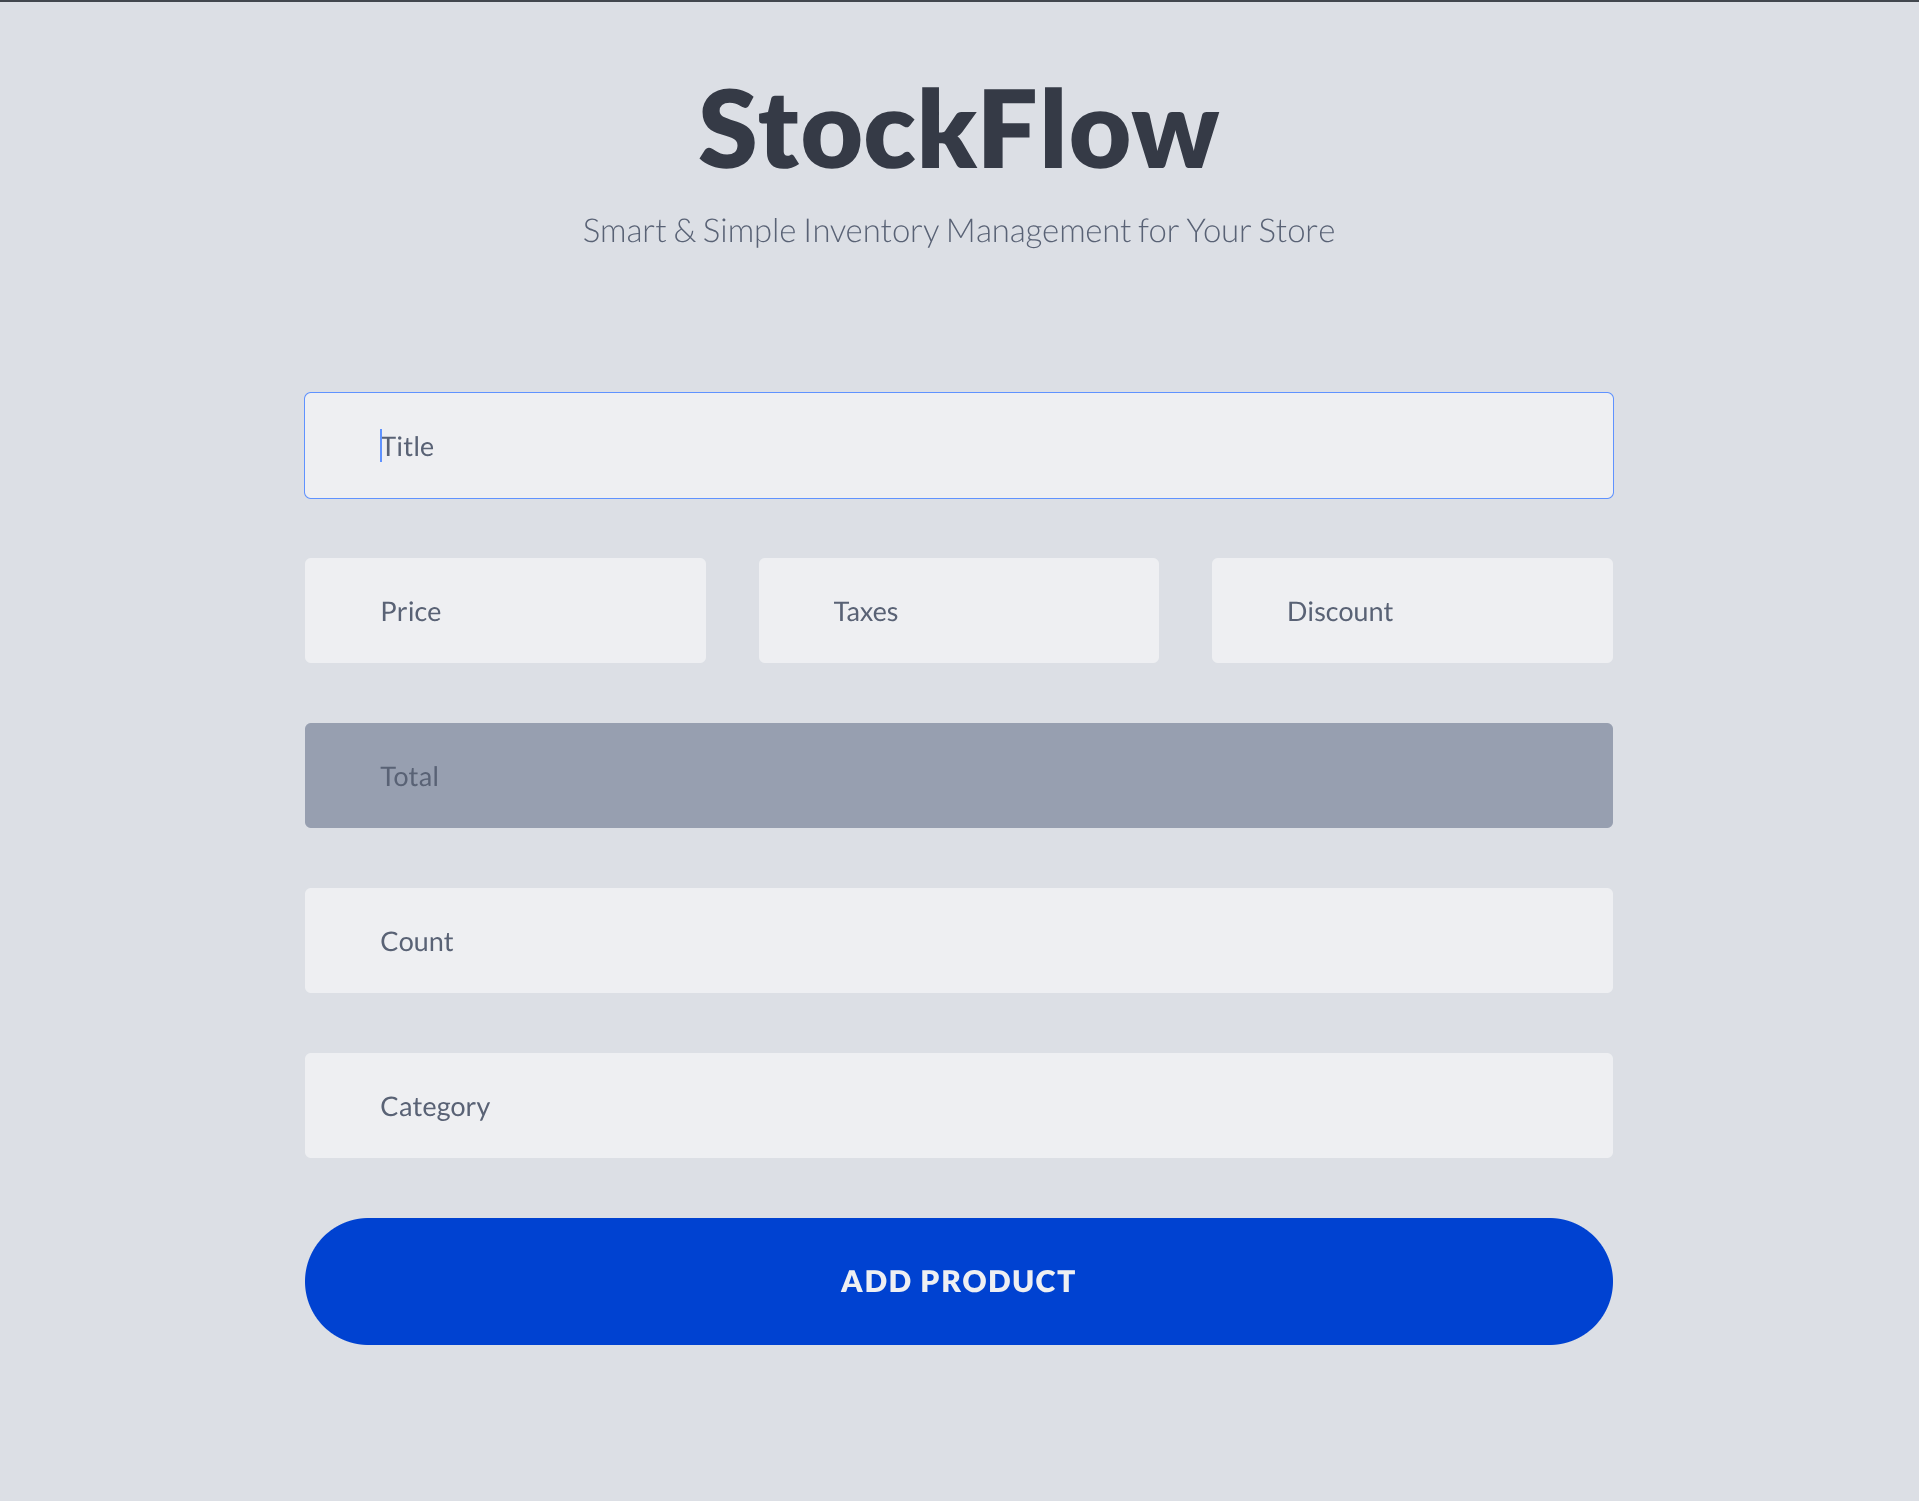 StockFlow
Smart & Simple Inventory Management for Your Store
Title
Price Taxes Discount
Total
Count
Category
ADD PRODUCT